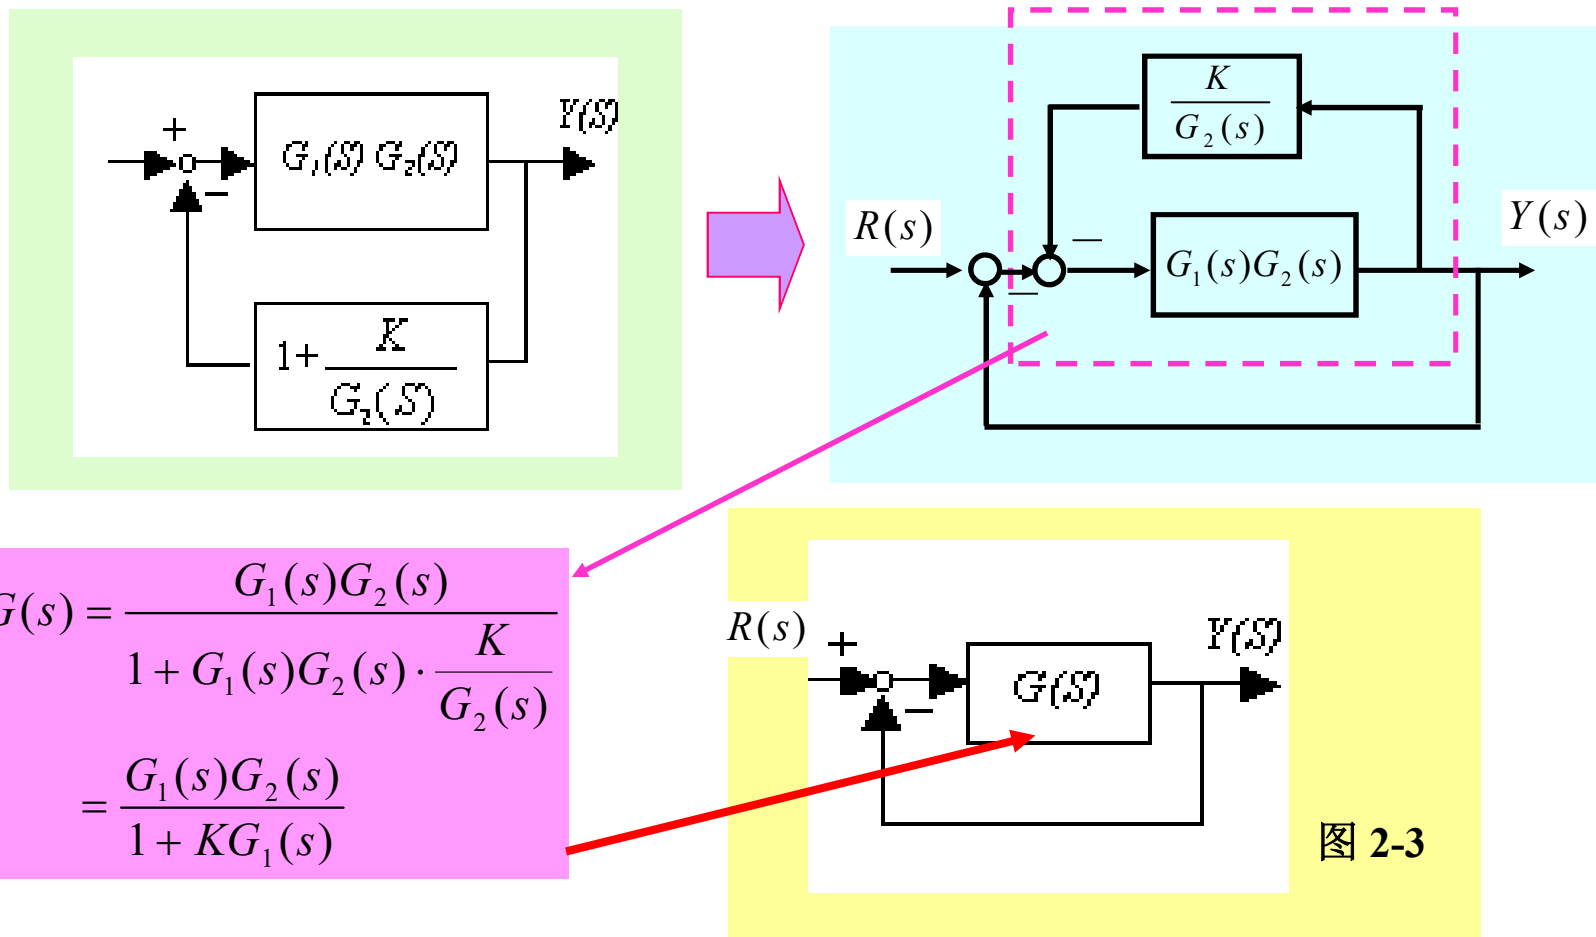 +
Y(S)
G₁(S) G₂(S)
−
1+ K/G₂(S)
K/G₂(s)
R(s)
−
Y(s)
G₁(s)G₂(s)
−
G(s) = G₁(s)G₂(s) / (1 + G₁(s)G₂(s) · K/G₂(s))
= G₁(s)G₂(s) / (1 + KG₁(s))
R(s)
+
Y(S)
G(S)
−
图 2-3